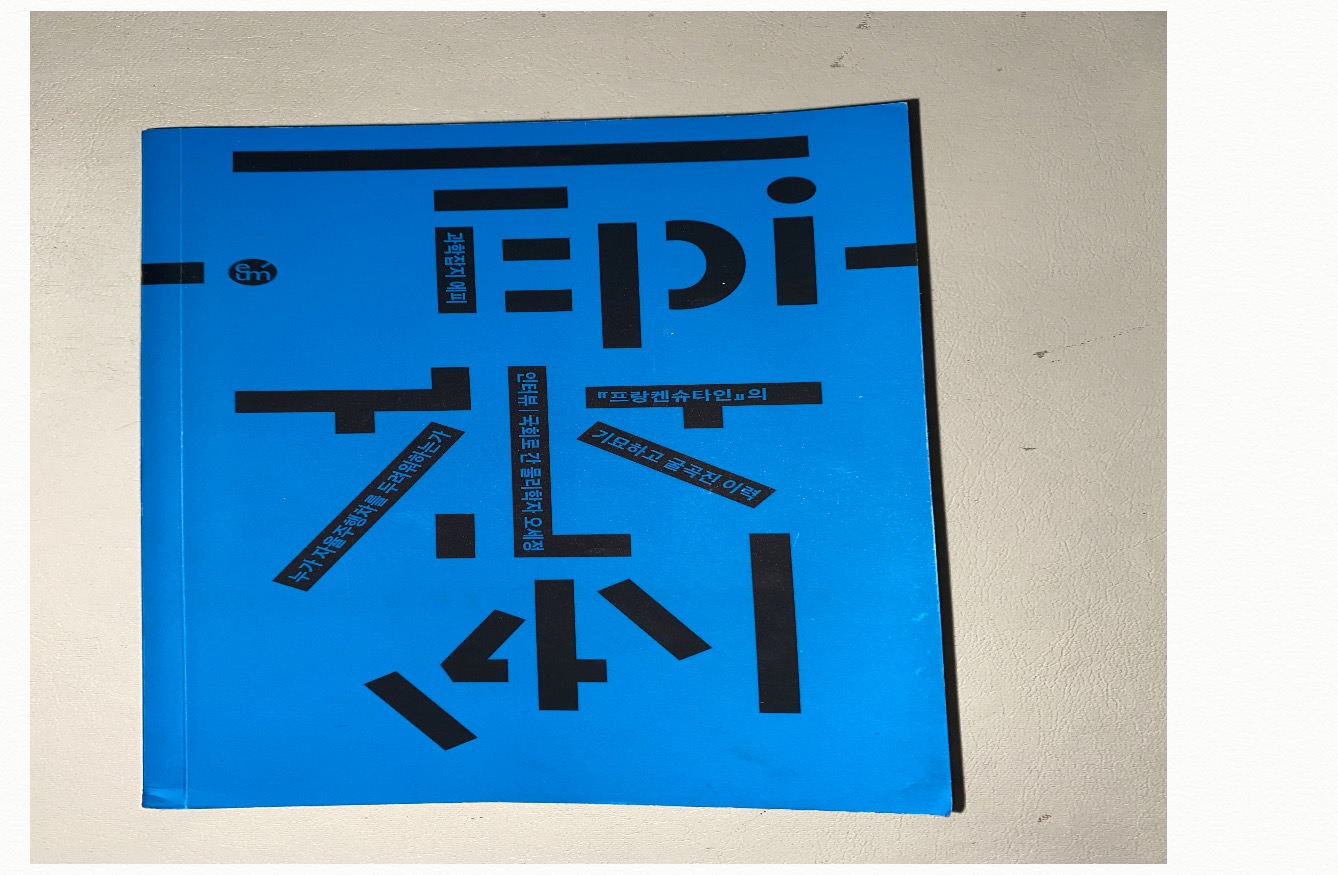 epi
과학잡지 에피
『프랑켄슈타인』의
기묘하고 굴곡진 이력
인터뷰 | 국회로 간 물리학자 오세정
누가 자율주행차를 두려워하는가